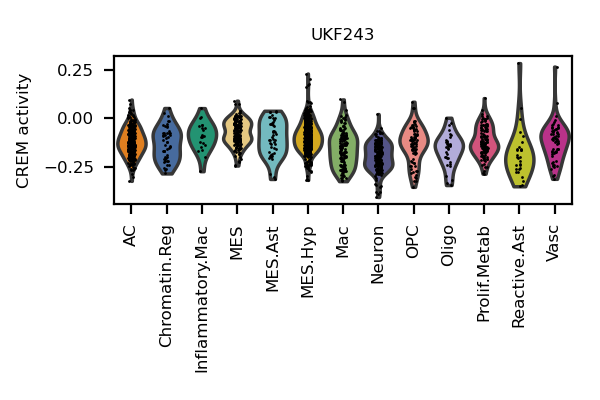 UKF243
CREM activity
0.25
0.00
−0.25
AC
Chromatin.Reg
Inflammatory.Mac
MES
MES.Ast
MES.Hyp
Mac
Neuron
OPC
Oligo
Prolif.Metab
Reactive.Ast
Vasc